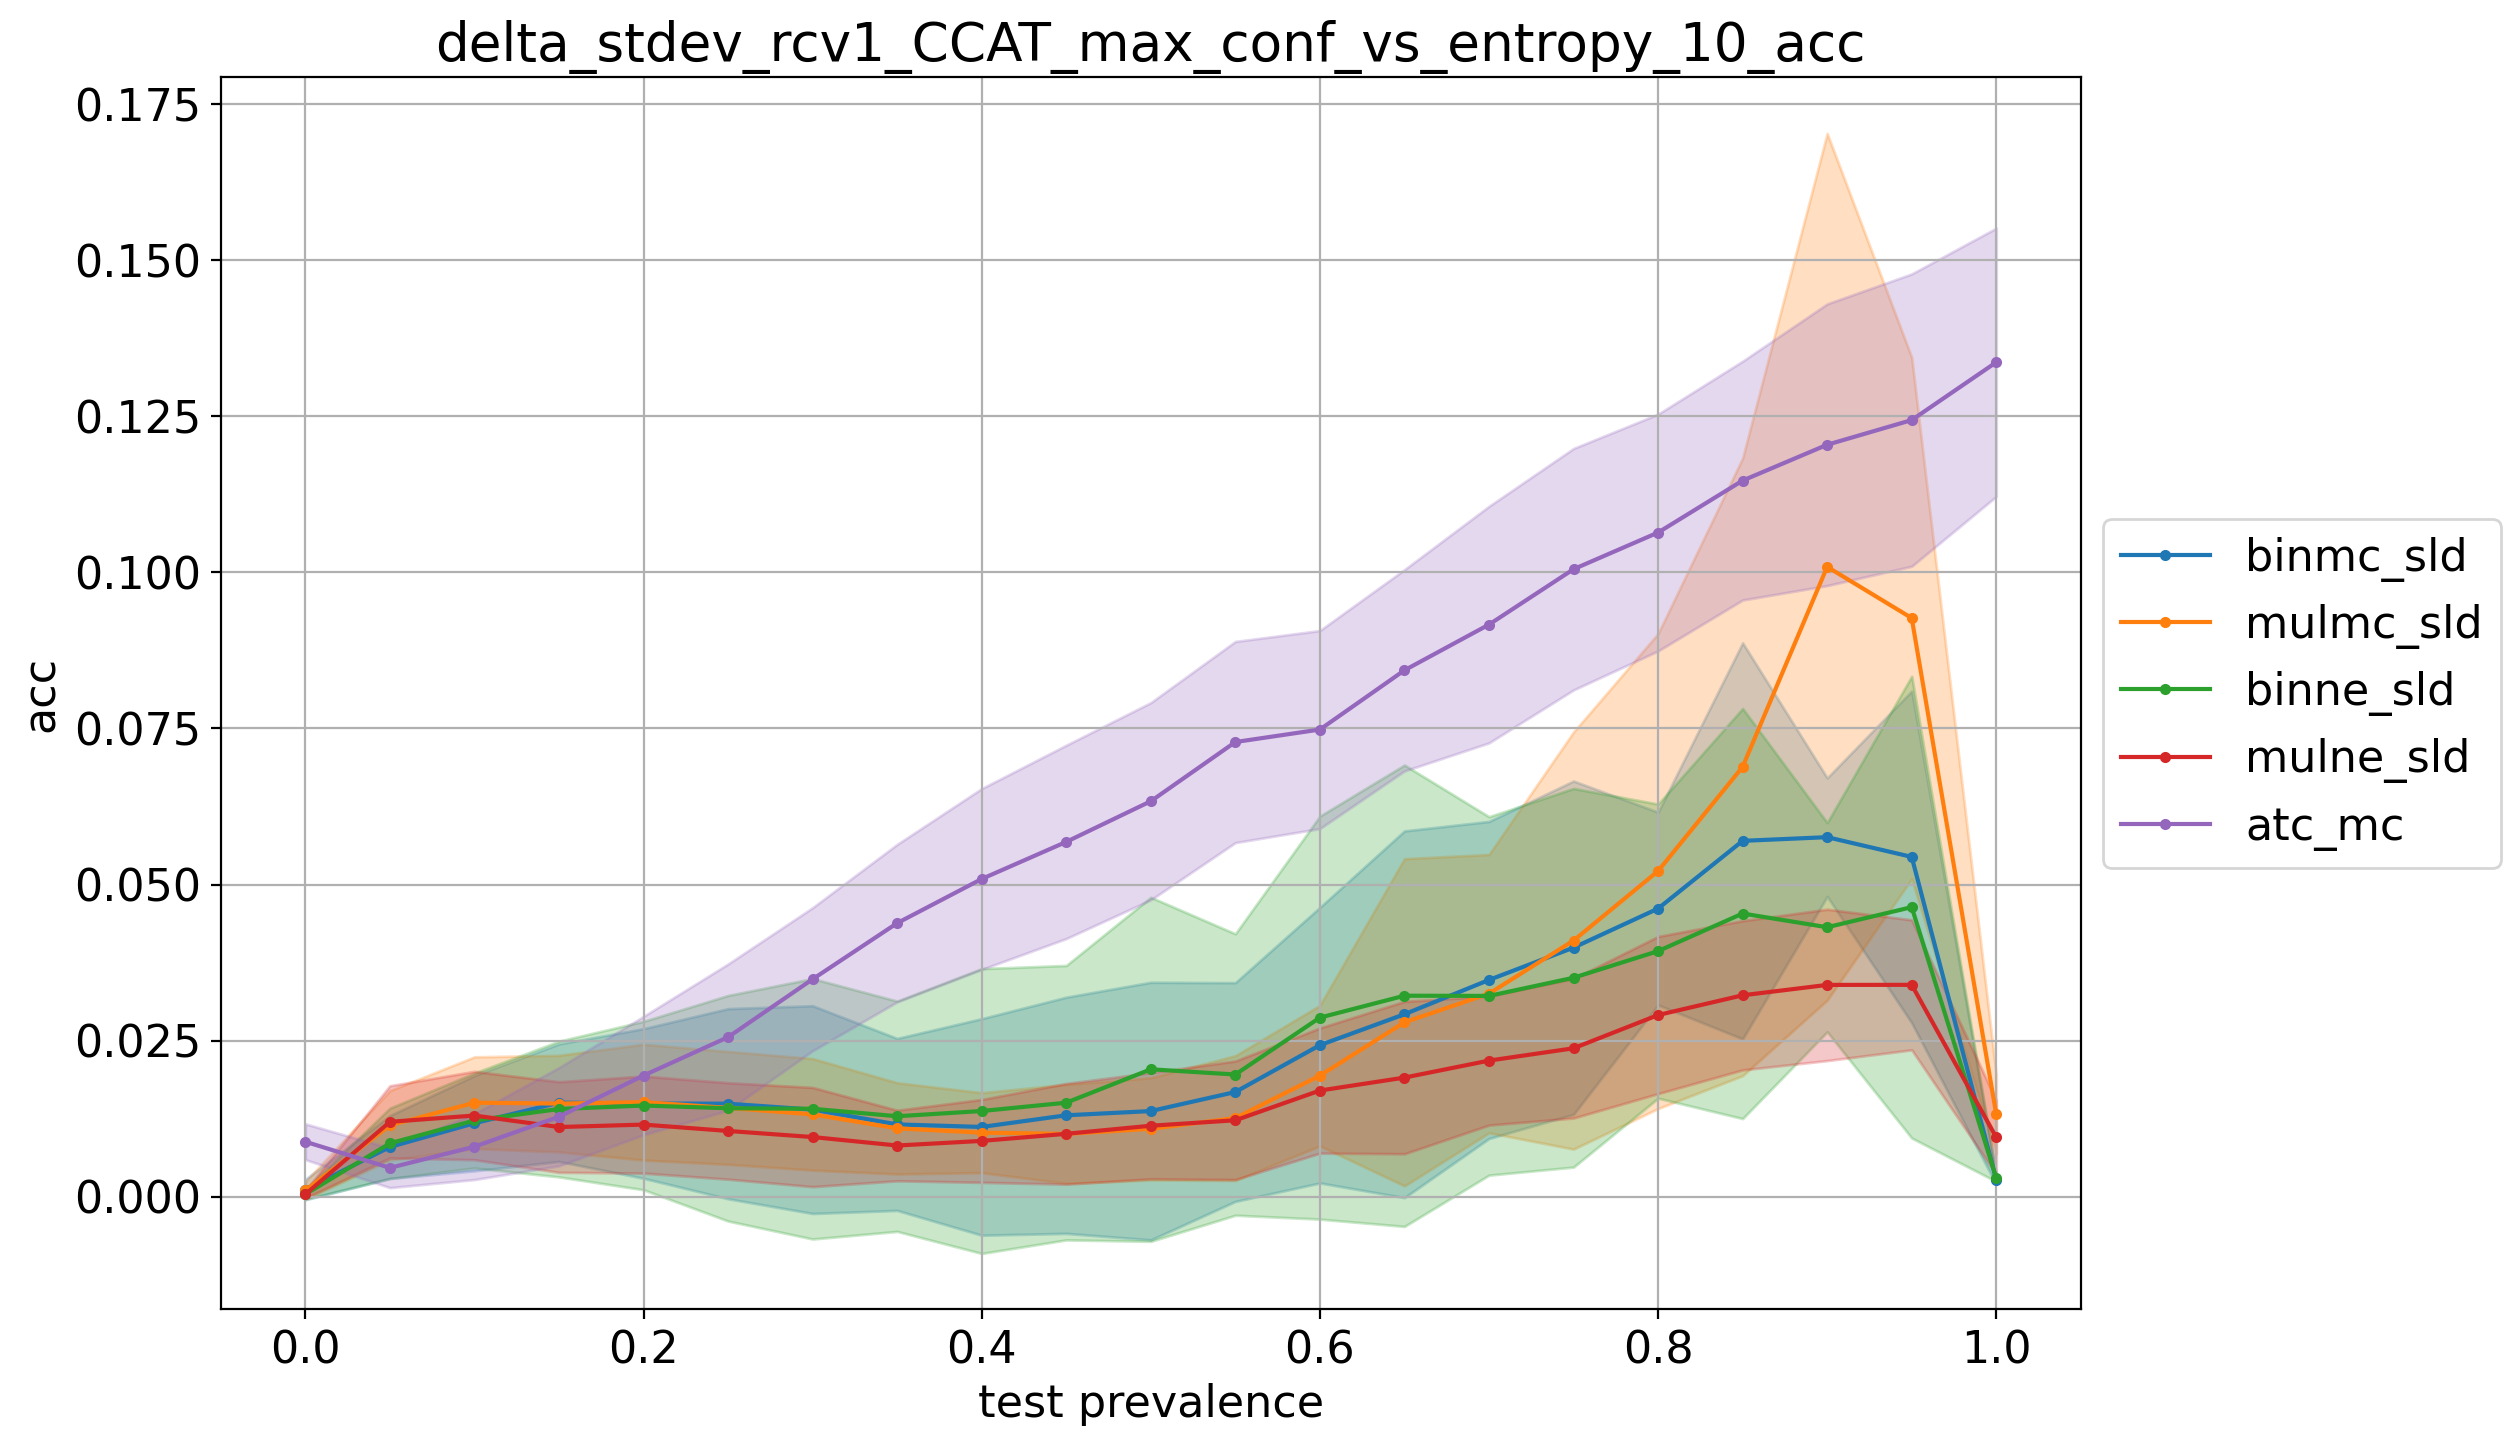 delta_stdev_rcv1_CCAT_max_conf_vs_entropy_10_acc
0.175
0.150
0.125
0.100
0.075
0.050
0.025
0.000
acc
0.0 0.2 0.4 0.6 0.8 1.0
test prevalence
binmc_sld
mulmc_sld
binne_sld
mulne_sld
atc_mc